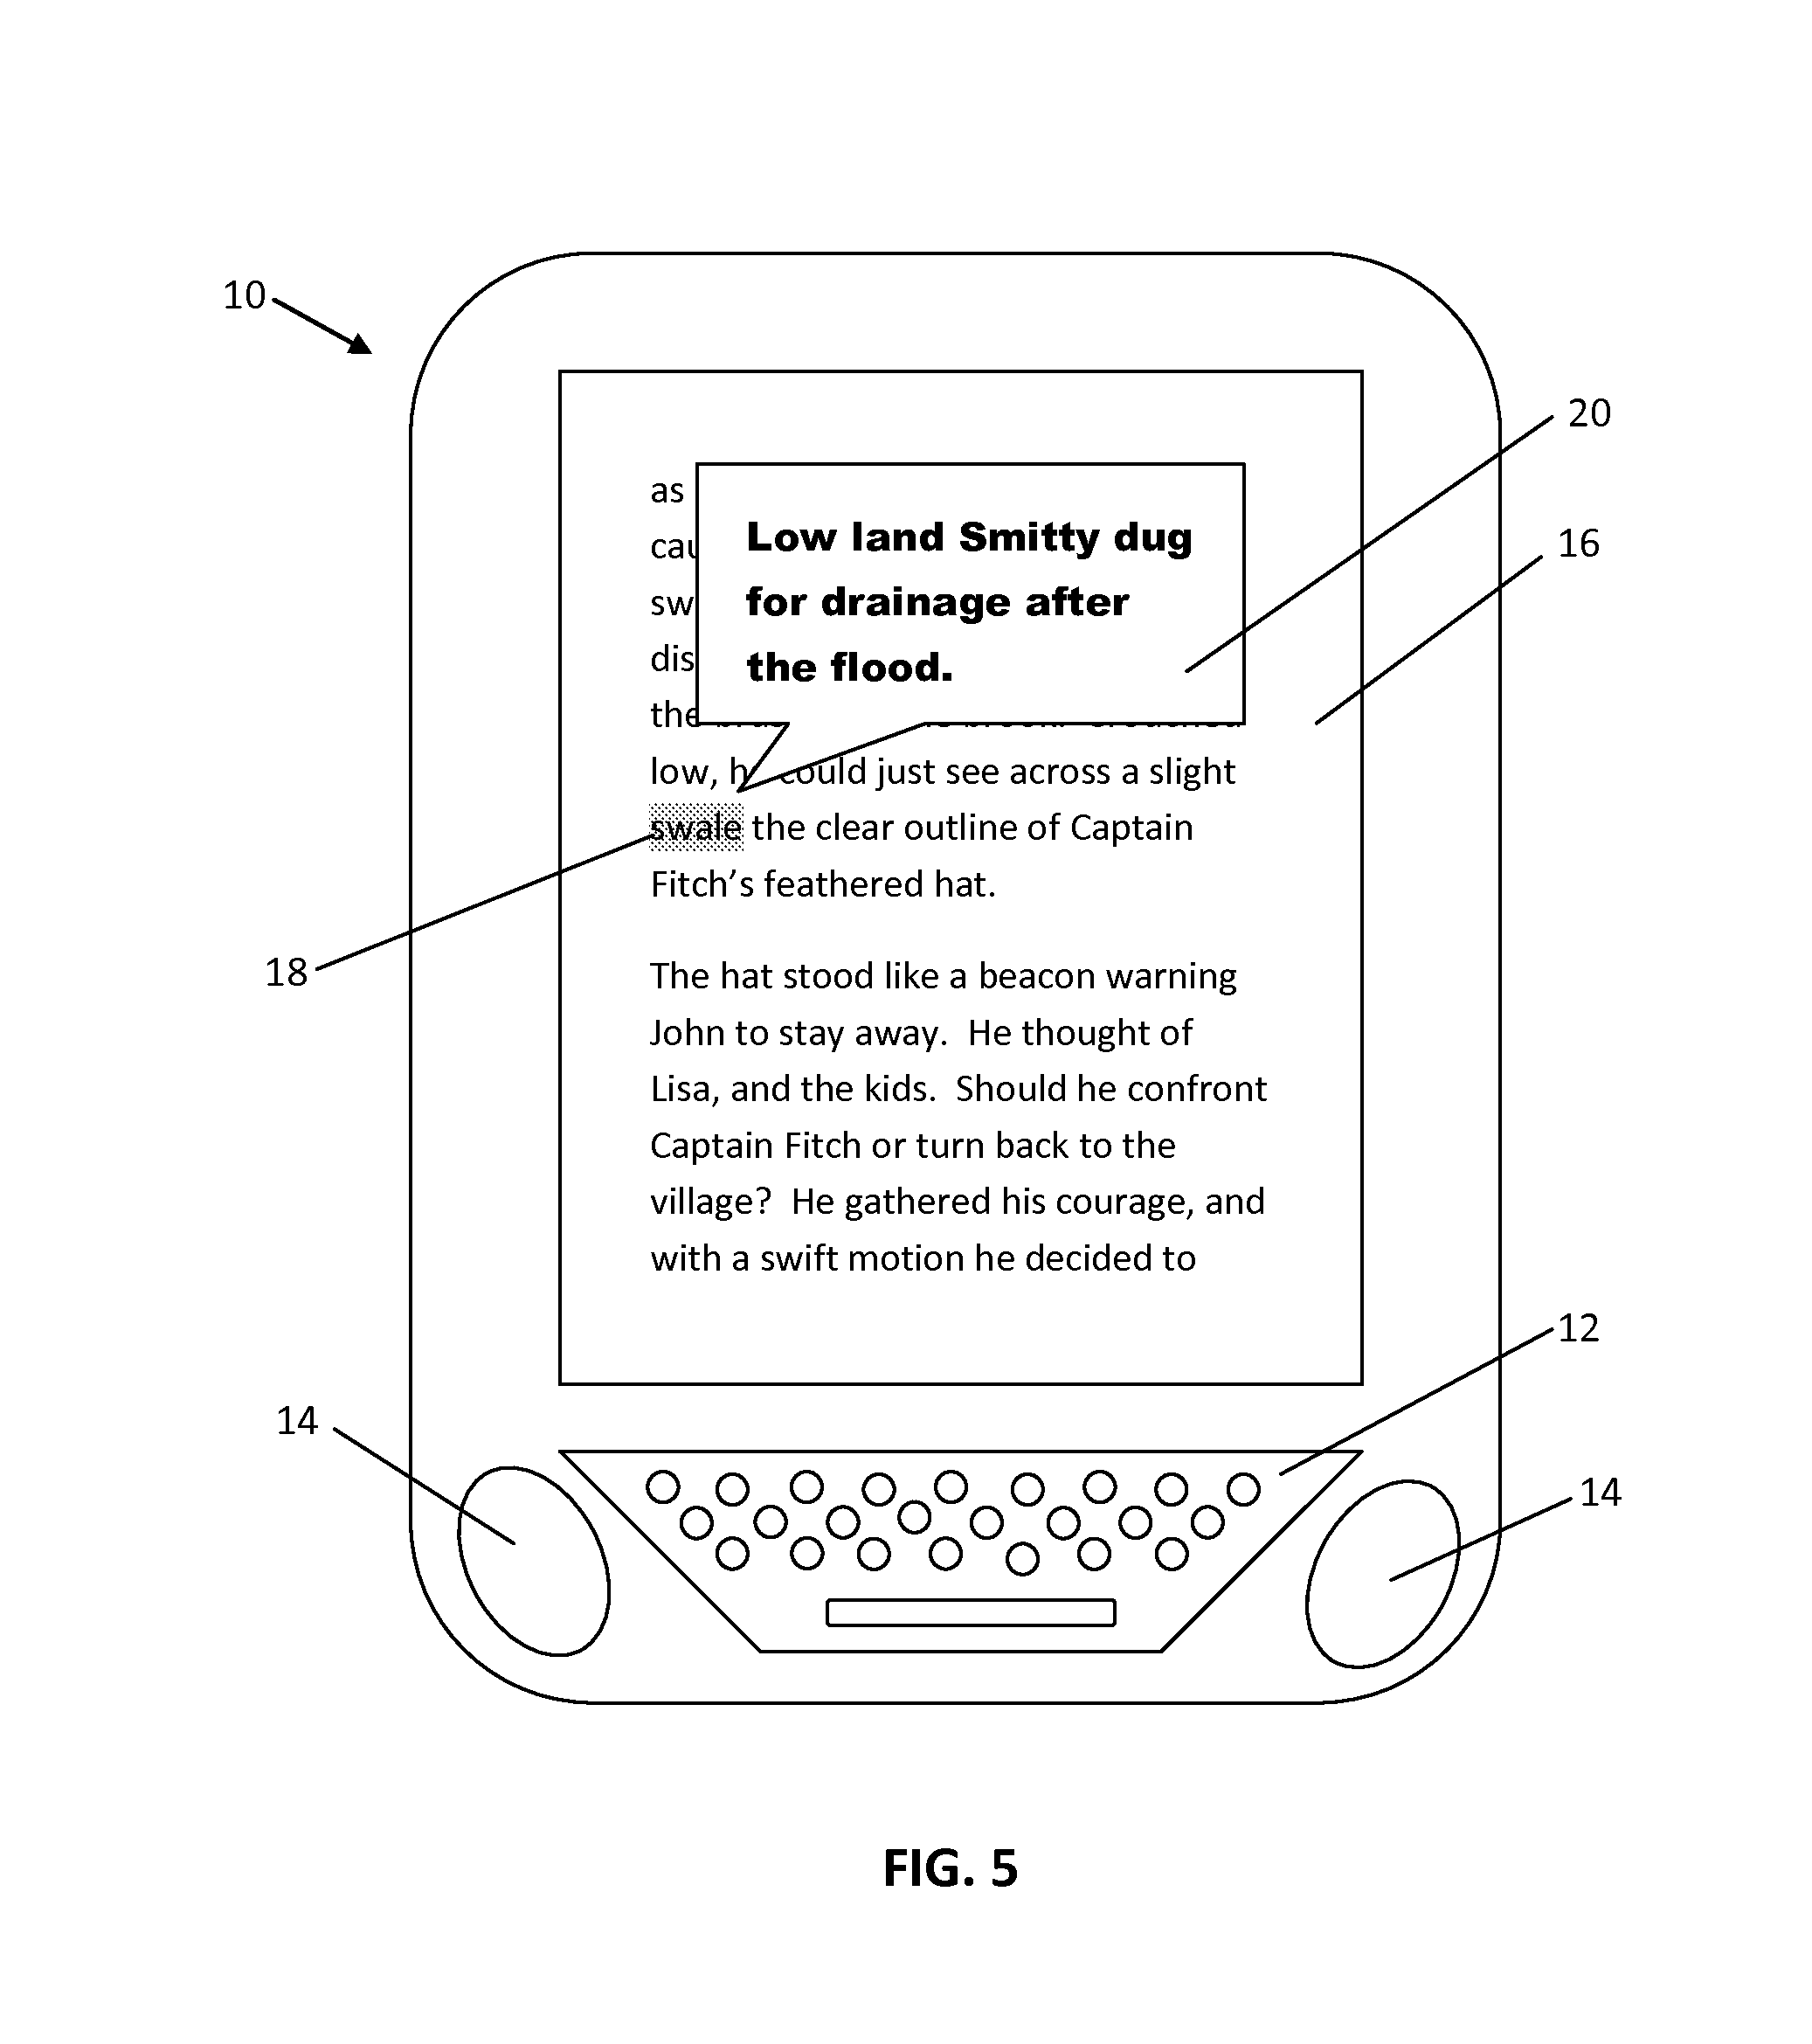 10
20
as
Low land Smitty dug
for drainage after
the flood.
16
the
low, he could just see across a slight
swale the clear outline of Captain
Fitch’s feathered hat.
18
The hat stood like a beacon warning
John to stay away.  He thought of
Lisa, and the kids.  Should he confront
Captain Fitch or turn back to the
village?  He gathered his courage, and
with a swift motion he decided to
12
14
14
FIG. 5